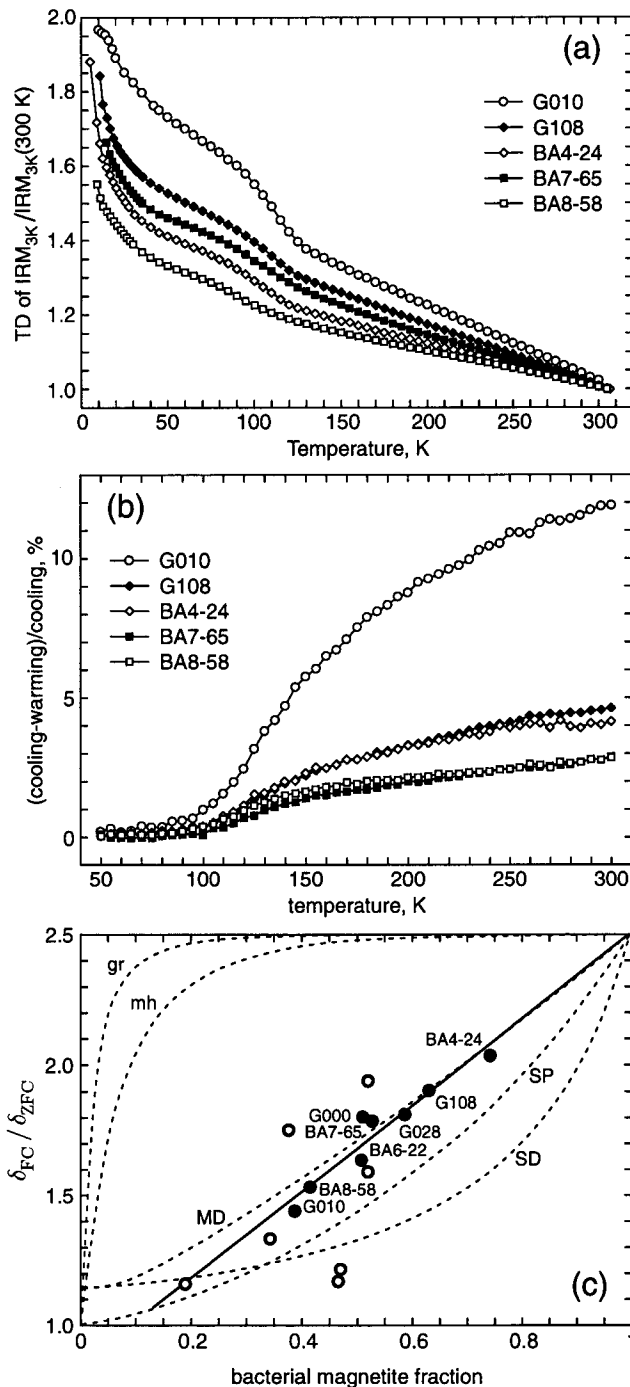 (a)
TD of IRM3K/IRM3K(300 K)
2.0
1.8
1.6
1.4
1.2
1.0
G010
G108
BA4-24
BA7-65
BA8-58
0 50 100 150 200 250 300
Temperature, K
(b)
(cooling-warming)/cooling, %
10
5
0
G010
G108
BA4-24
BA7-65
BA8-58
50 100 150 200 250 300
temperature, K
(c)
δFC / δZFC
2.5
2.0
1.5
1.0
gr
mh
BA4-24
SP
G000
G108
BA7-65
G028
BA6-22
SD
BA8-58
MD
G010
0 0.2 0.4 0.6 0.8 1
bacterial magnetite fraction